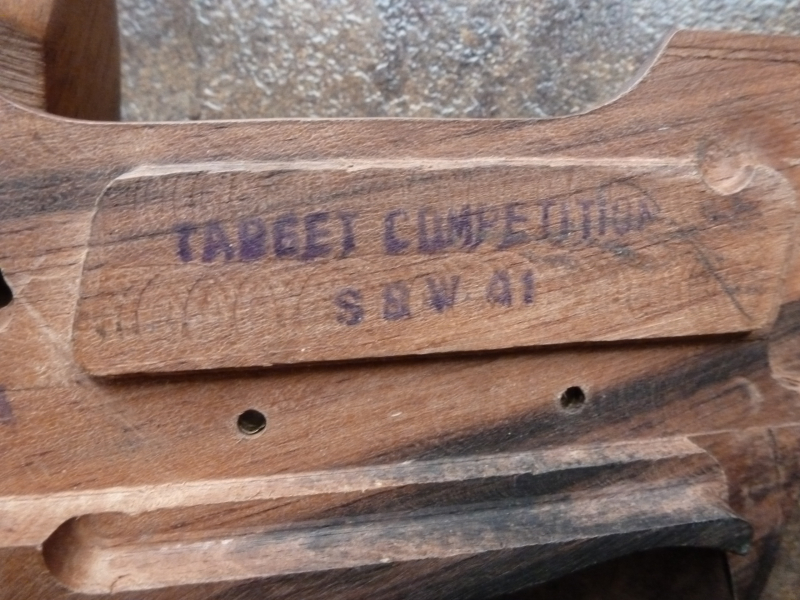 TARGET COMPETITION
S & W 41